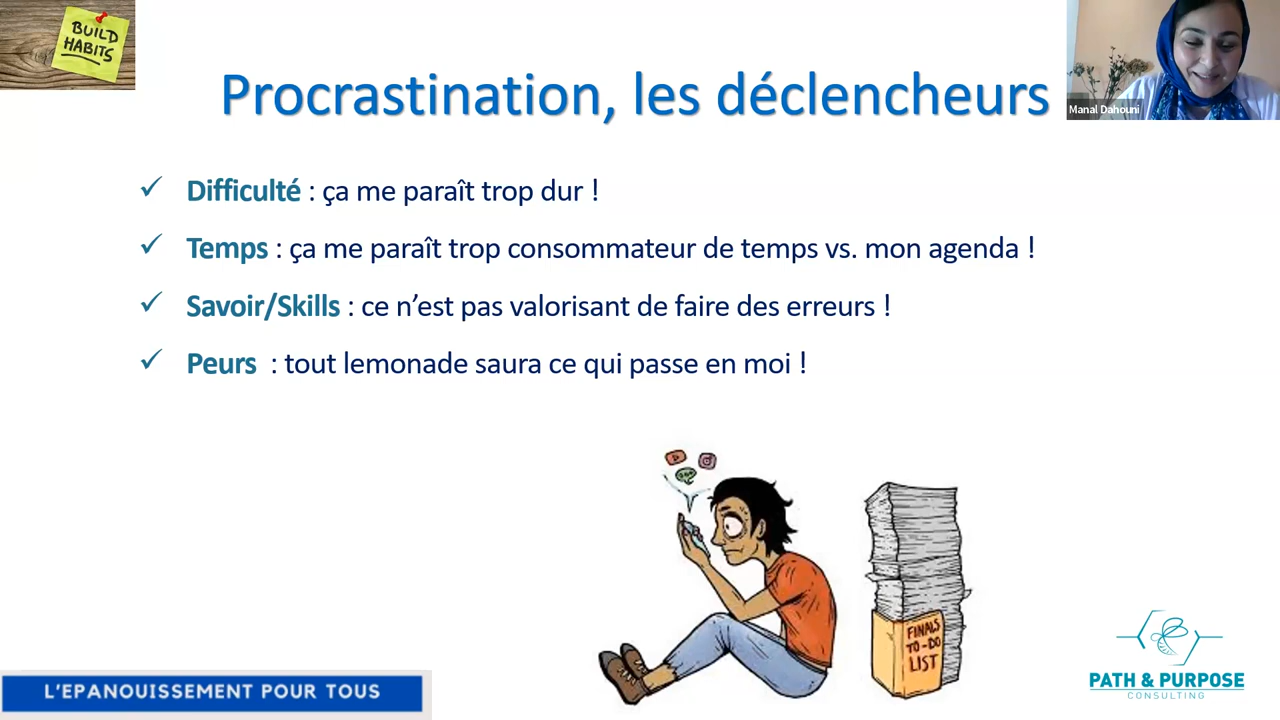 BUILD
HABITS
Procrastination, les déclencheurs
Manal Dahouni
✓ Difficulté : ça me paraît trop dur !
✓ Temps : ça me paraît trop consommateur de temps vs. mon agenda !
✓ Savoir/Skills : ce n’est pas valorisant de faire des erreurs !
✓ Peurs : tout lemonade saura ce qui passe en moi !
FINALS
TO-DO
LIST
L'EPANOUISSEMENT POUR TOUS
PATH & PURPOSE
CONSULTING